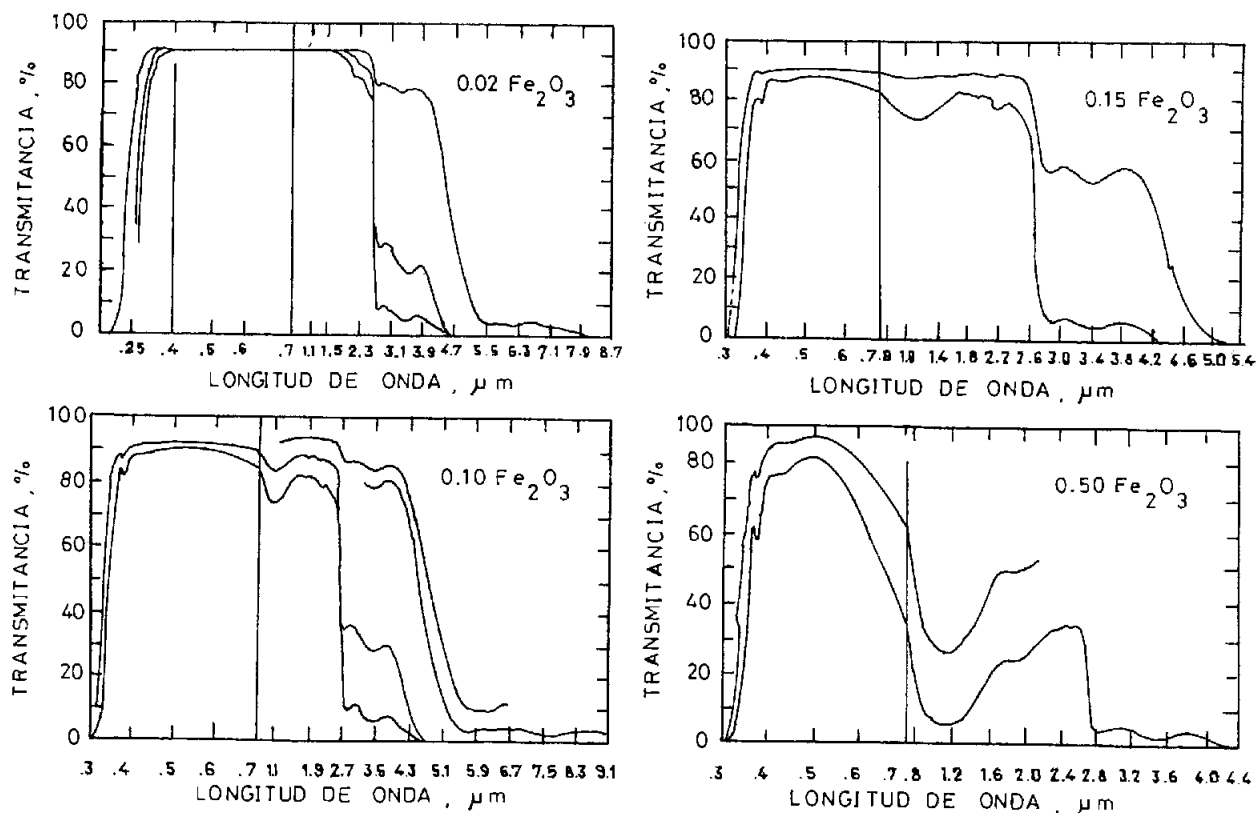 TRANSMITANCIA, %
100
80
60
40
20
0
0.02 Fe2O3
.25 .4 .5 .6 .7 1.1 1.5 2.3 3.1 3.9 4.7 5.5 6.3 7.1 7.9 8.7
LONGITUD DE ONDA, μm
TRANSMITANCIA, %
100
80
60
40
20
0
0.15 Fe2O3
.3 .4 .5 .6 .7 .8 1.0 1.4 1.8 2.2 2.6 3.0 3.4 3.8 4.2 4.6 5.0 5.4
LONGITUD DE ONDA, μm
TRANSMITANCIA, %
100
80
60
40
20
0
0.10 Fe2O3
.3 .4 .5 .6 .7 1.1 1.9 2.7 3.5 4.3 5.1 5.9 6.7 7.5 8.3 9.1
LONGITUD DE ONDA, μm
TRANSMITANCIA, %
100
80
60
40
20
0
0.50 Fe2O3
.3 .4 .5 .6 .7 .8 1.2 1.6 2.0 2.4 2.8 3.2 3.6 4.0 4.4
LONGITUD DE ONDA, μm